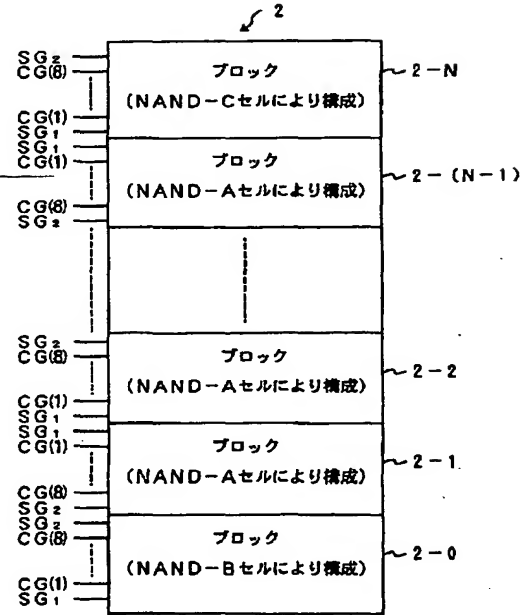 2
SG2
CG(8)
ブロック
2-N
(NAND-Cセルにより構成)
CG(1)
SG1
SG1
CG(1)
ブロック
2-(N-1)
(NAND-Aセルにより構成)
CG(8)
SG2
SG2
CG(8)
ブロック
2-2
(NAND-Aセルにより構成)
CG(1)
SG1
SG1
CG(1)
ブロック
2-1
(NAND-Aセルにより構成)
CG(8)
SG2
SG2
CG(8)
ブロック
2-0
(NAND-Bセルにより構成)
CG(1)
SG1